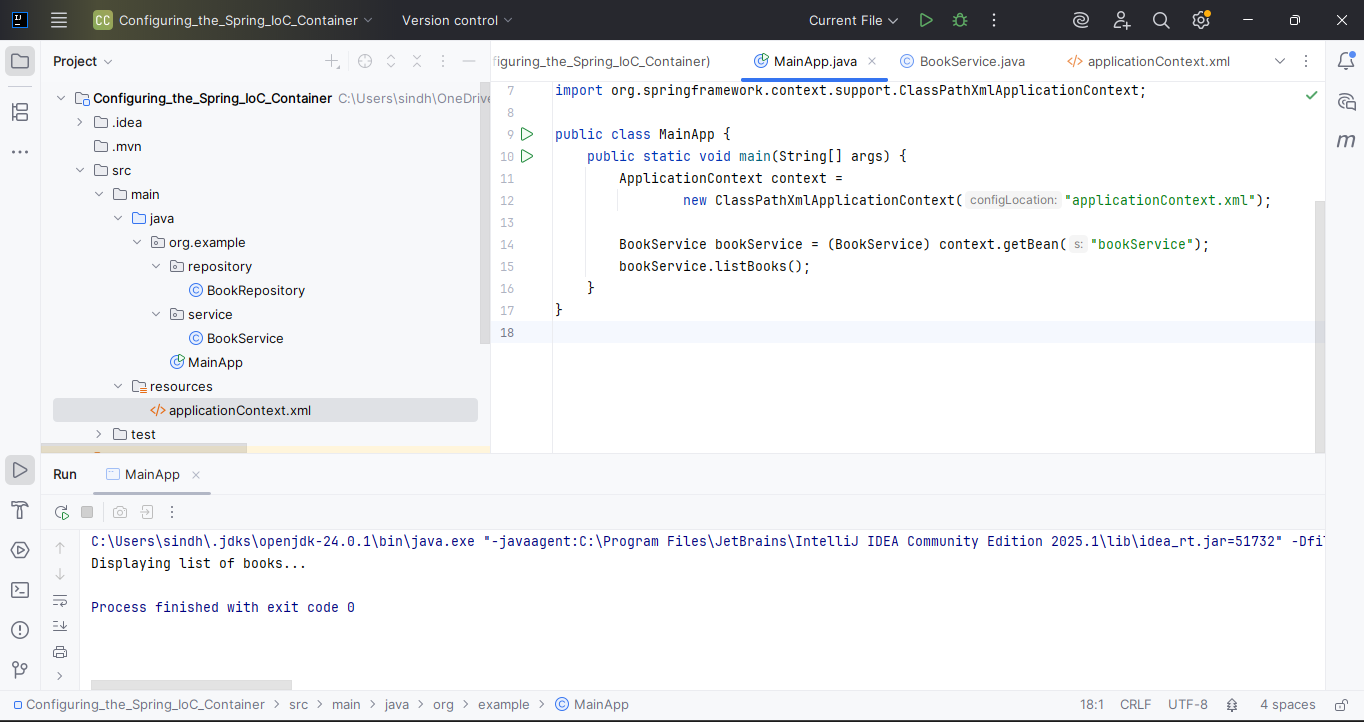 CC Configuring_the_Spring_IoC_Container Version control Current File
Project
Configuring_the_Spring_IoC_Container C:\Users\sindh\OneDrive
.idea
.mvn
src
main
java
org.example
repository
BookRepository
service
BookService
MainApp
resources
applicationContext.xml
test
figuring_the_Spring_IoC_Container) MainApp.java BookService.java applicationContext.xml
7 import org.springframework.context.support.ClassPathXmlApplicationContext;
8
9 public class MainApp {
10 public static void main(String[] args) {
11 ApplicationContext context =
12 new ClassPathXmlApplicationContext( configLocation: "applicationContext.xml");
13
14 BookService bookService = (BookService) context.getBean( s: "bookService");
15 bookService.listBooks();
16 }
17 }
18
Run MainApp
C:\Users\sindh\.jdks\openjdk-24.0.1\bin\java.exe "-javaagent:C:\Program Files\JetBrains\IntelliJ IDEA Community Edition 2025.1\lib\idea_rt.jar=51732" -Dfil
Displaying list of books...
Process finished with exit code 0
Configuring_the_Spring_IoC_Container > src > main > java > org > example > MainApp 18:1 CRLF UTF-8 4 spaces